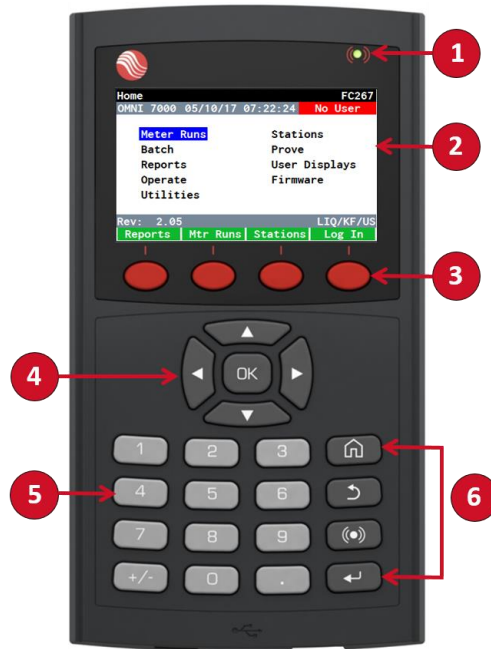 1
Home FC267
OMNI 7000 05/10/17 07:22:24 No User
2
Meter Runs Stations
Batch Prove
Reports User Displays
Operate Firmware
Utilities
Rev: 2.05 LIQ/KF/US
Reports Mtr Runs Stations Log In
3
4
OK
1 2 3
5
4 5 6
6
7 8 9
+/- 0 .